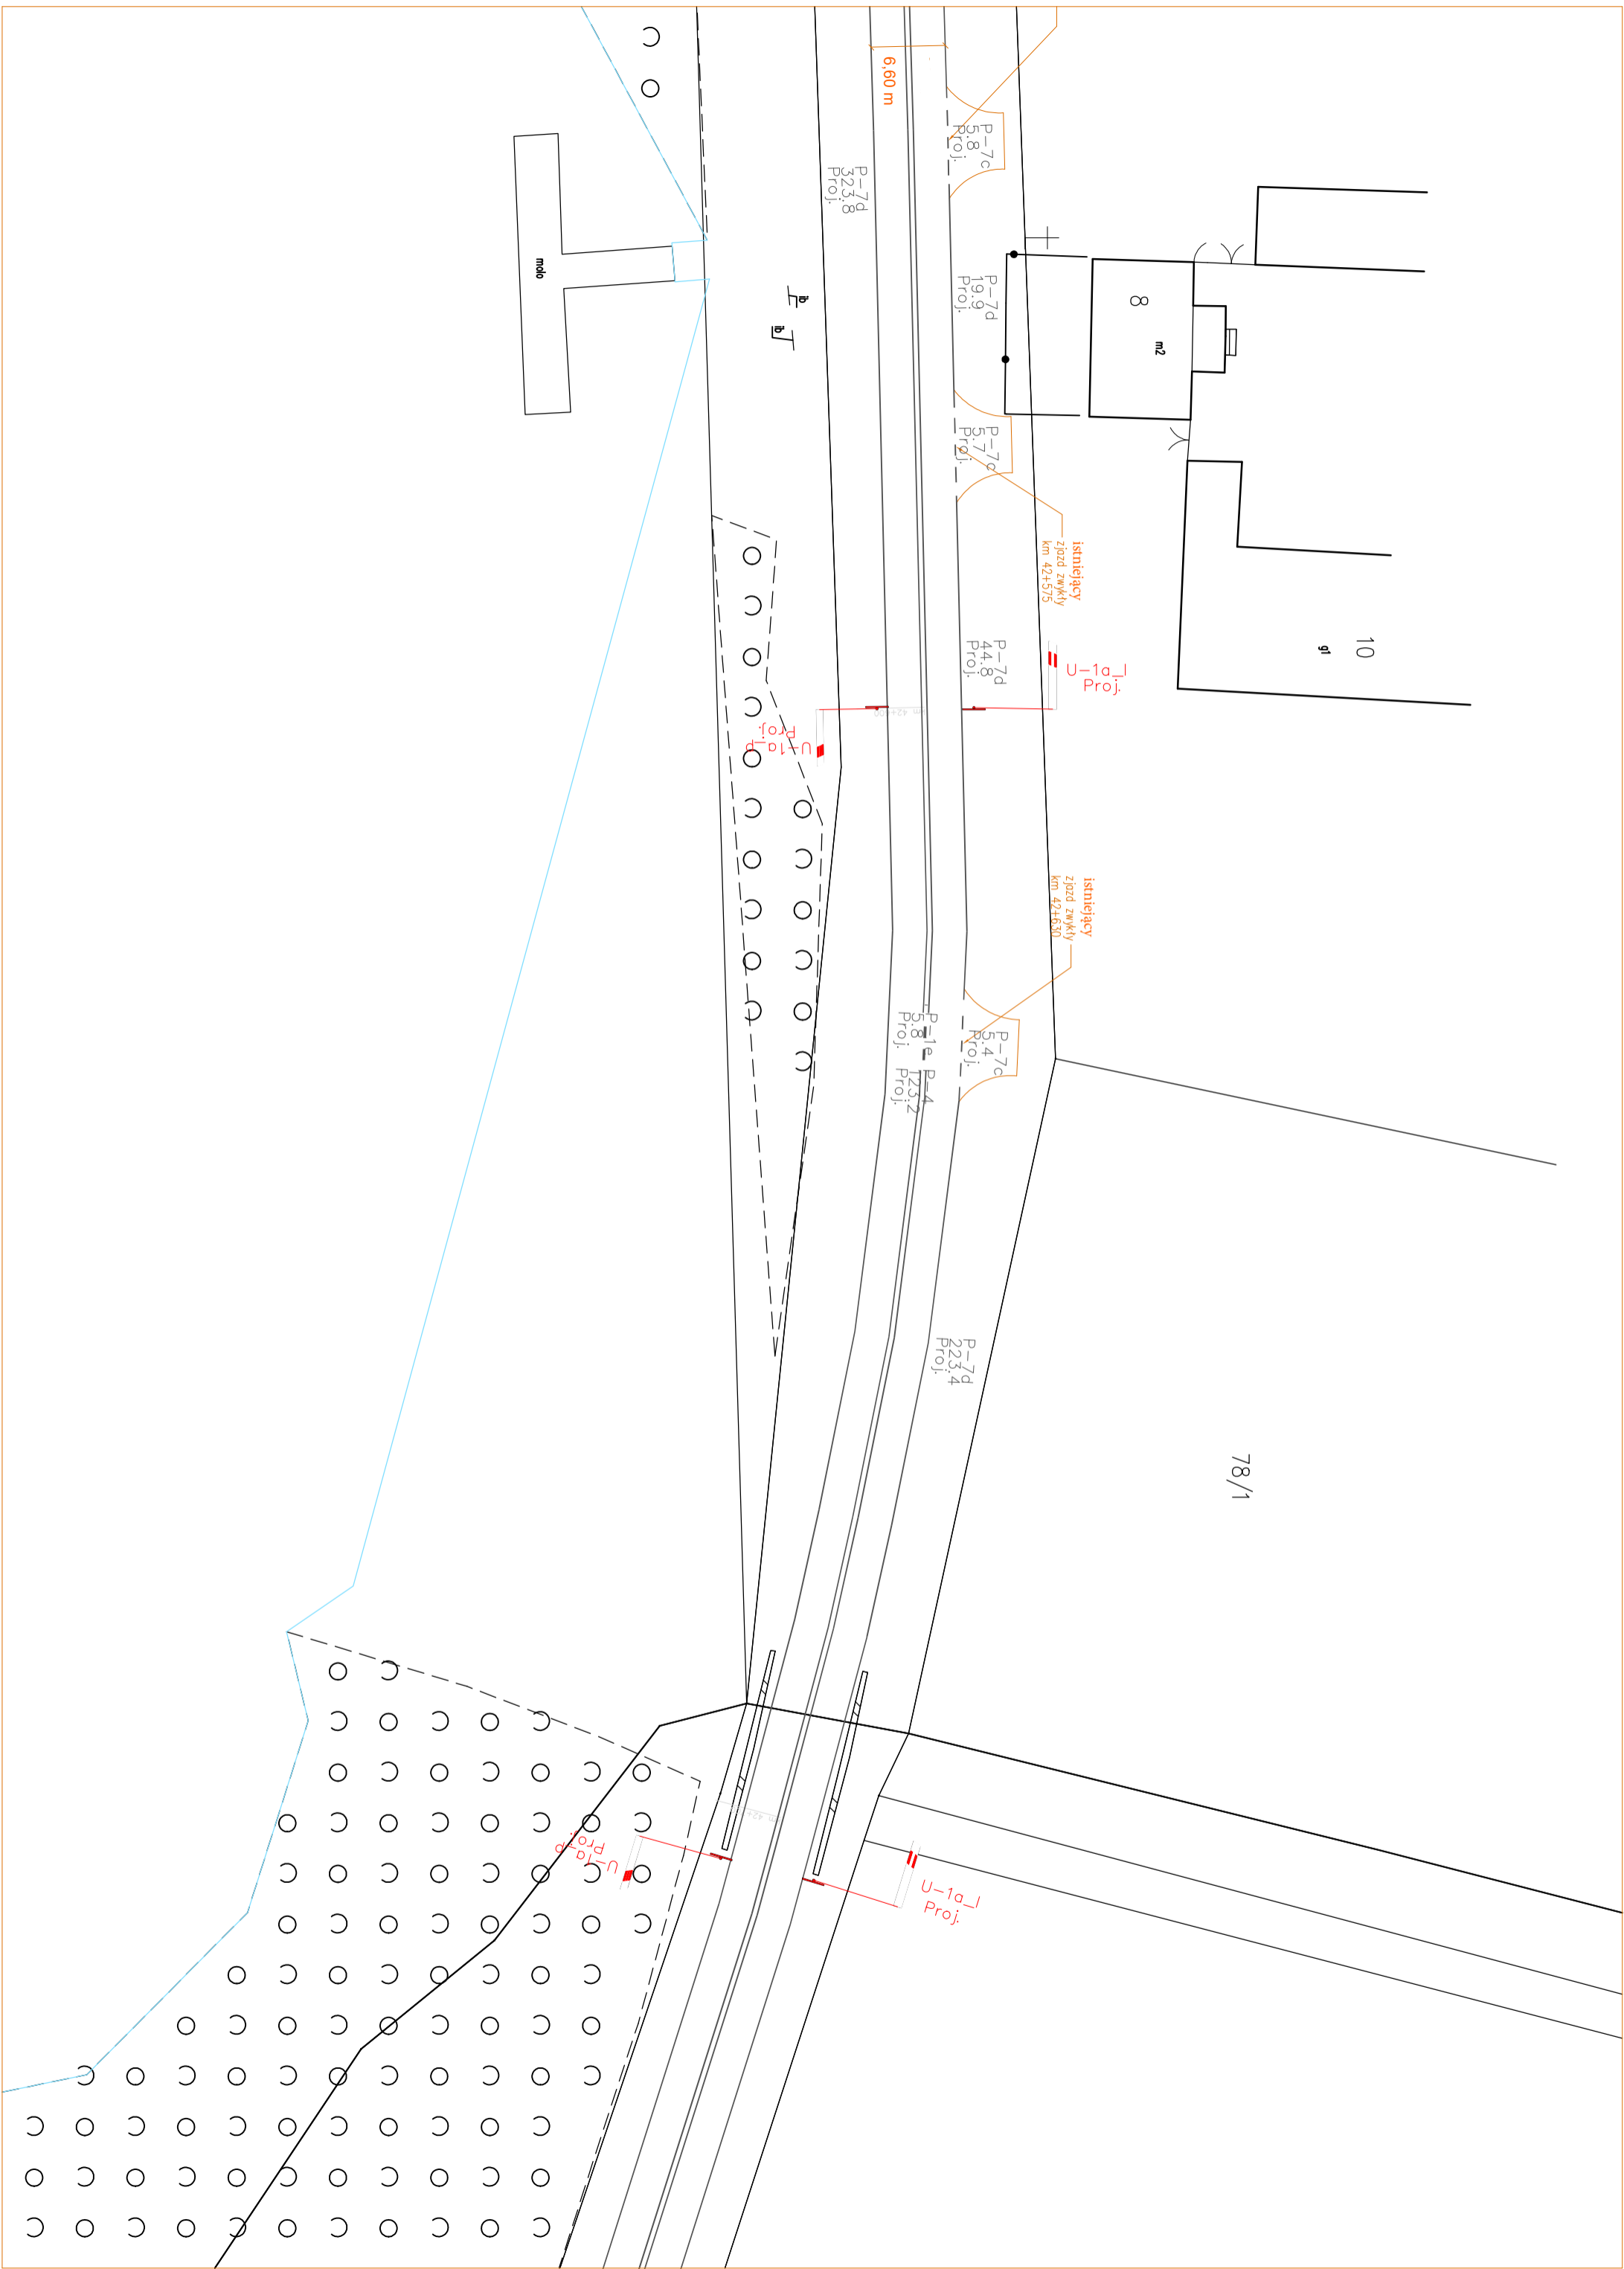 6,60 m
P-7c
5.8
Proj.
P-7d
323.8
Proj.
molo
ib
ib
P-7d
19.9
Proj.
8
m2
P-7c
5.7
Proj.
istniejący
zjazd zwykły
km 42+575
10
g1
P-7d
44.8
Proj.
U-1a_l
Proj.
U-1a_p
Proj.
istniejący
zjazd zwykły
km 42+630
P-1e
5.8
Proj.
P-4
123.2
Proj.
P-7c
5.4
Proj.
P-7d
223.4
Proj.
78/1
U-1a_p
Proj.
U-1a_l
Proj.